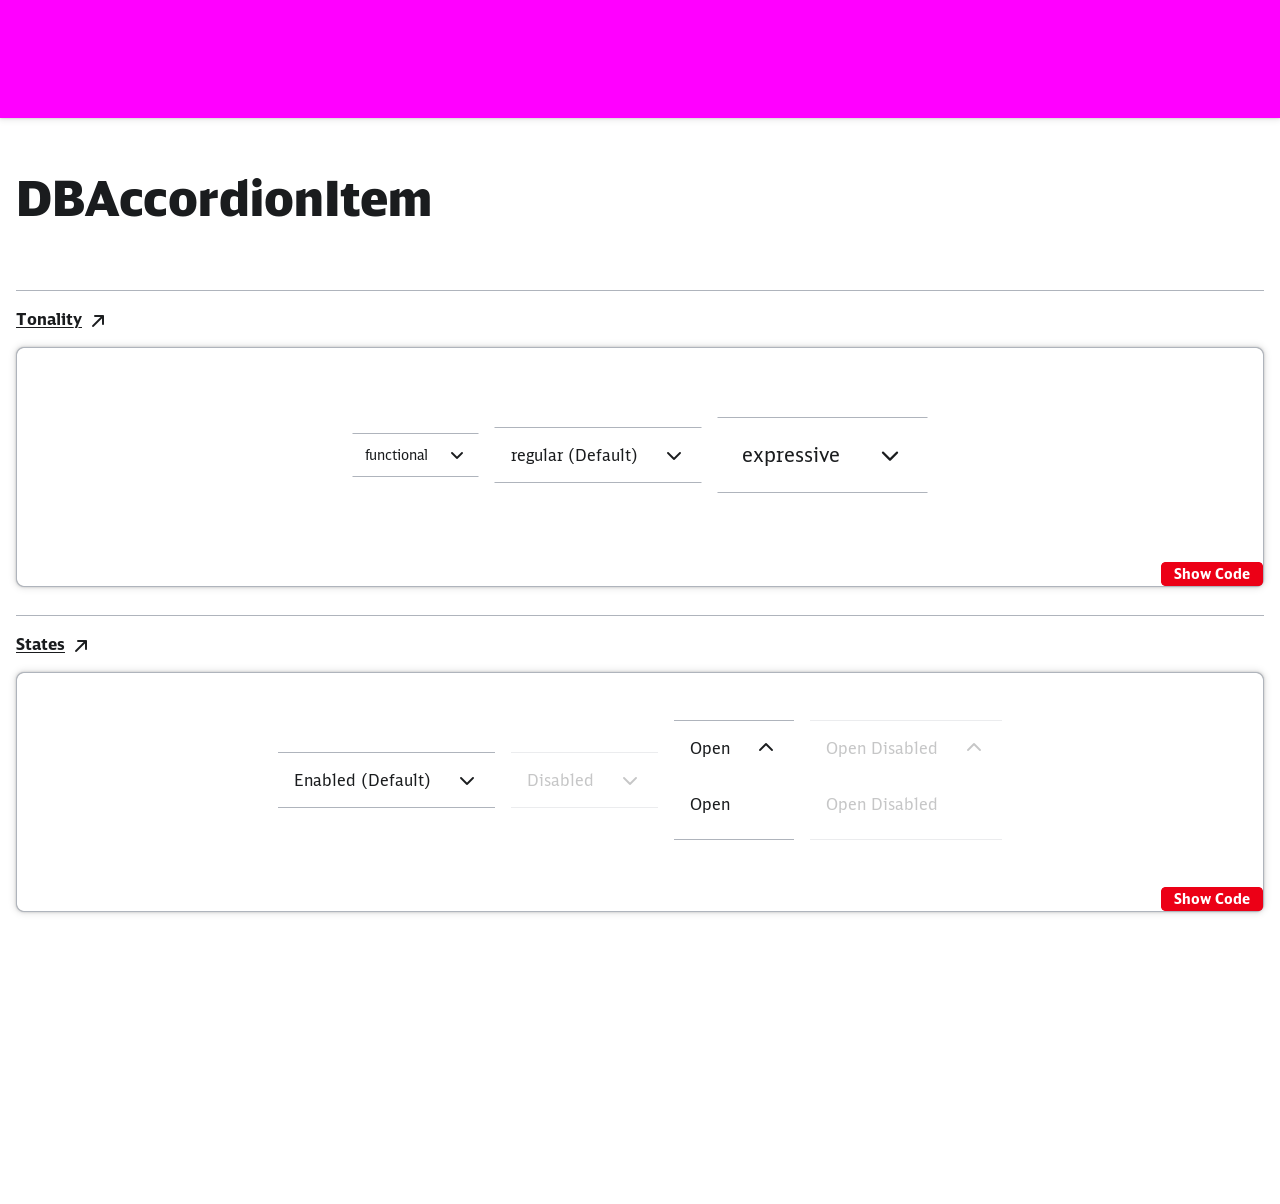 DBAccordionItem
Tonality
functional
regular (Default)
expressive
Show Code
States
Enabled (Default)
Disabled
Open
Open Disabled
Open
Open Disabled
Show Code